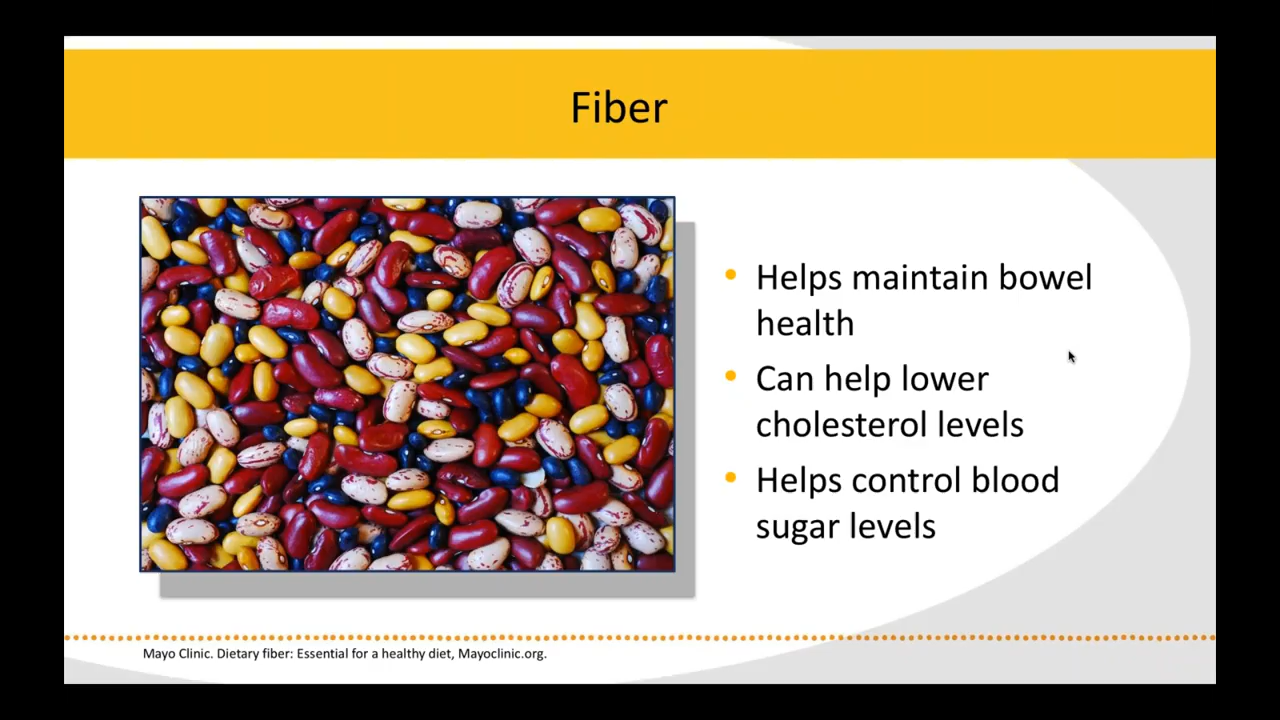 Fiber
Helps maintain bowel
health
Can help lower
cholesterol levels
Helps control blood
sugar levels
Mayo Clinic. Dietary fiber: Essential for a healthy diet, Mayoclinic.org.